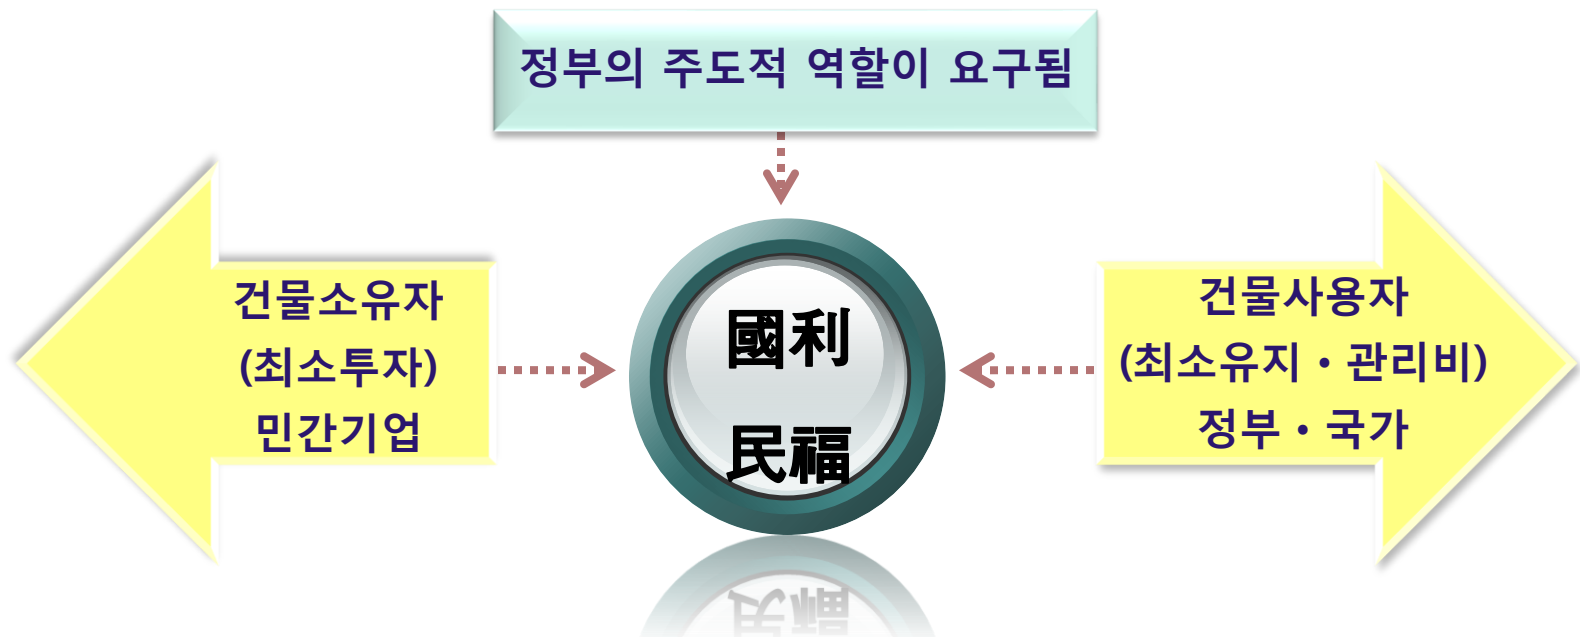 정부의 주도적 역할이 요구됨
건물소유자
(최소투자)
민간기업
國利
民福
건물사용자
(최소유지・관리비)
정부・국가